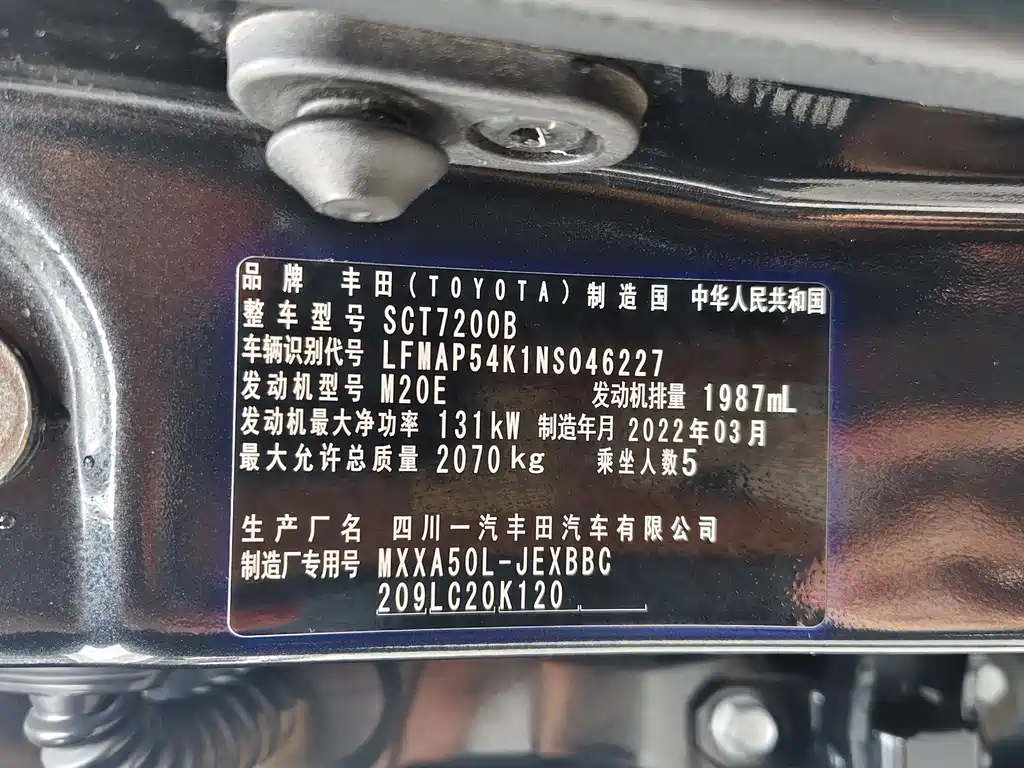 品牌 丰田(TOYOTA) 制造国 中华人民共和国
整车型号 SCT7200B
车辆识别代号 LFMAP54K1NS046227
发动机型号 M20E 发动机排量 1987mL
发动机最大净功率 131kW 制造年月 2022年03月
最大允许总质量 2070kg 乘坐人数5
生产厂名 四川一汽丰田汽车有限公司
制造厂专用号 MXXA50L-JEXBBC
209LC20K120